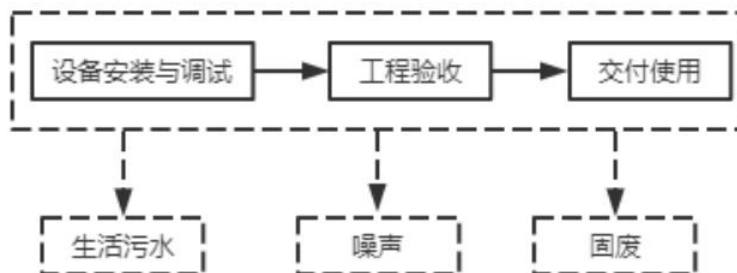 设备安装与调试
工程验收
交付使用
生活污水
噪声
固废